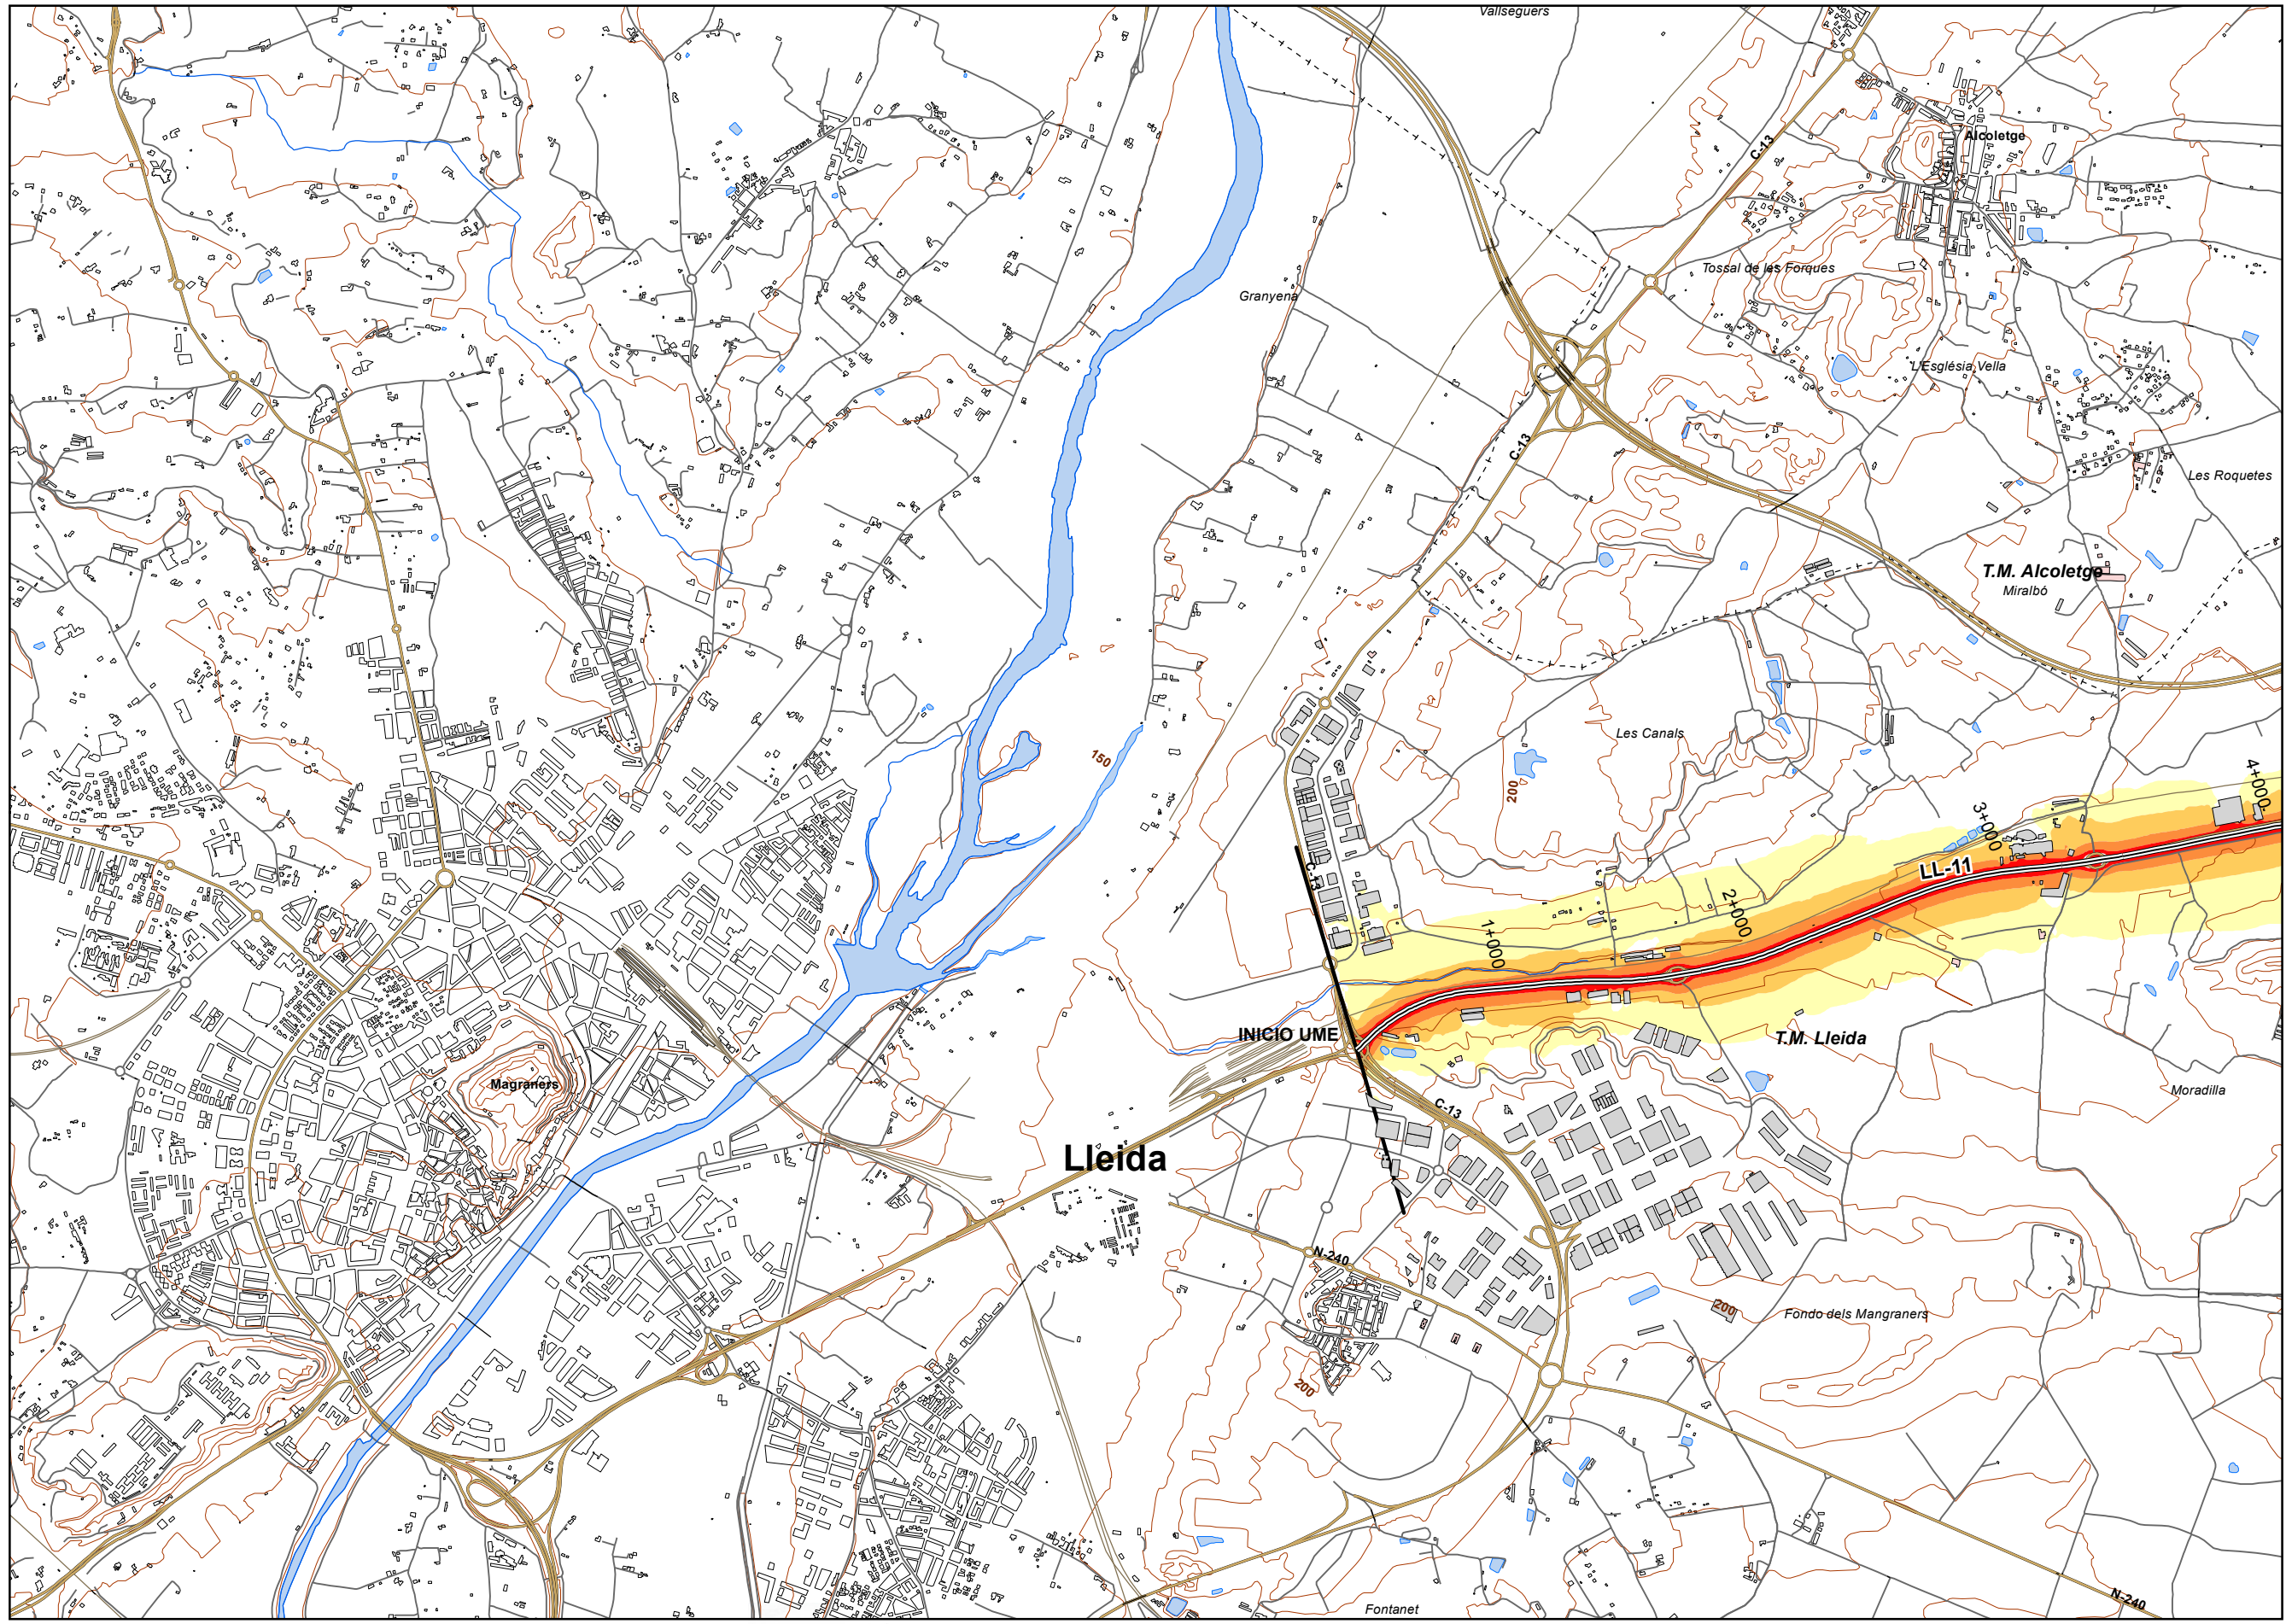 Vallseguers
Alcoletge
C-13
Tossal de les Forques
Granyena
L'Església Vella
C-13
Les Roquetes
T.M. Alcoletge
Miralbó
Les Canals
150
200
4+000
3+000
LL-11
C-13
2+000
1+000
INICIO UME
T.M. Lleida
Magraners
Moradilla
C-13
Lleida
N-240
200
Fondo dels Mangraners
200
N-240
Fontanet